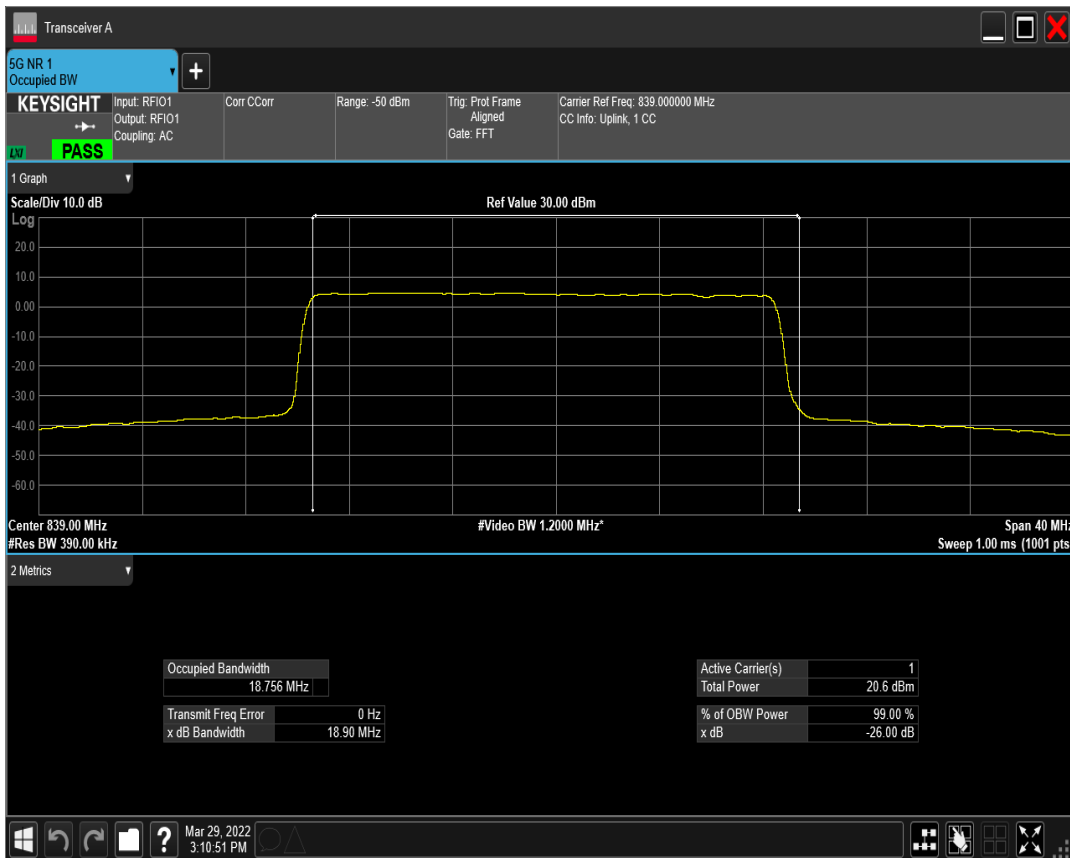 Transceiver A
5G NR 1
Occupied BW
+
KEYSIGHT
LXI
PASS
Input: RFIO1
Output: RFIO1
Coupling: AC
Corr CCorr
Range: -50 dBm
Trig: Prot Frame
Aligned
Gate: FFT
Carrier Ref Freq: 839.000000 MHz
CC Info: Uplink, 1 CC
1 Graph
Scale/Div 10.0 dB
Ref Value 30.00 dBm
Log
20.0
10.0
0.00
-10.0
-20.0
-30.0
-40.0
-50.0
-60.0
Center 839.00 MHz
#Video BW 1.2000 MHz*
Span 40 MHz
#Res BW 390.00 kHz
Sweep 1.00 ms (1001 pts
2 Metrics
Occupied Bandwidth
18.756 MHz
Transmit Freq Error 0 Hz
x dB Bandwidth 18.90 MHz
Active Carrier(s) 1
Total Power 20.6 dBm
% of OBW Power 99.00 %
x dB -26.00 dB
?
Mar 29, 2022
3:10:51 PM